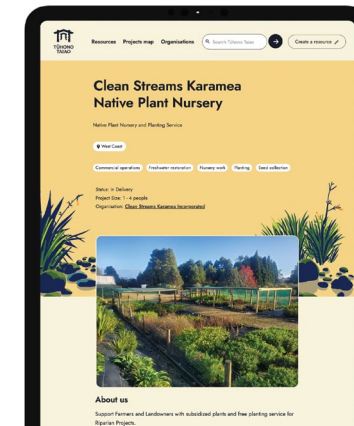 TŪHONO
TAIAO
Resources Projects map Organisations Search Tūhono Taiao Create a resource
Clean Streams Karamea
Native Plant Nursery
Native Plant Nursery and Planting Service
West Coast
Commercial operations Freshwater restoration Nursery work Planting Seed collection
Status: In Delivery
Project Size: 1 - 4 people
Organisation: Clean Streams Karamea Incorporated
About us
Support Farmers and Landowners with subsidized plants and free planting service for
Riparian Projects.